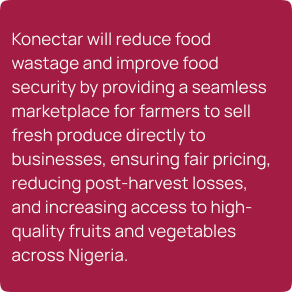 Konectar will reduce food
wastage and improve food
security by providing a seamless
marketplace for farmers to sell
fresh produce directly to
businesses, ensuring fair pricing,
reducing post-harvest losses,
and increasing access to high-
quality fruits and vegetables
across Nigeria.